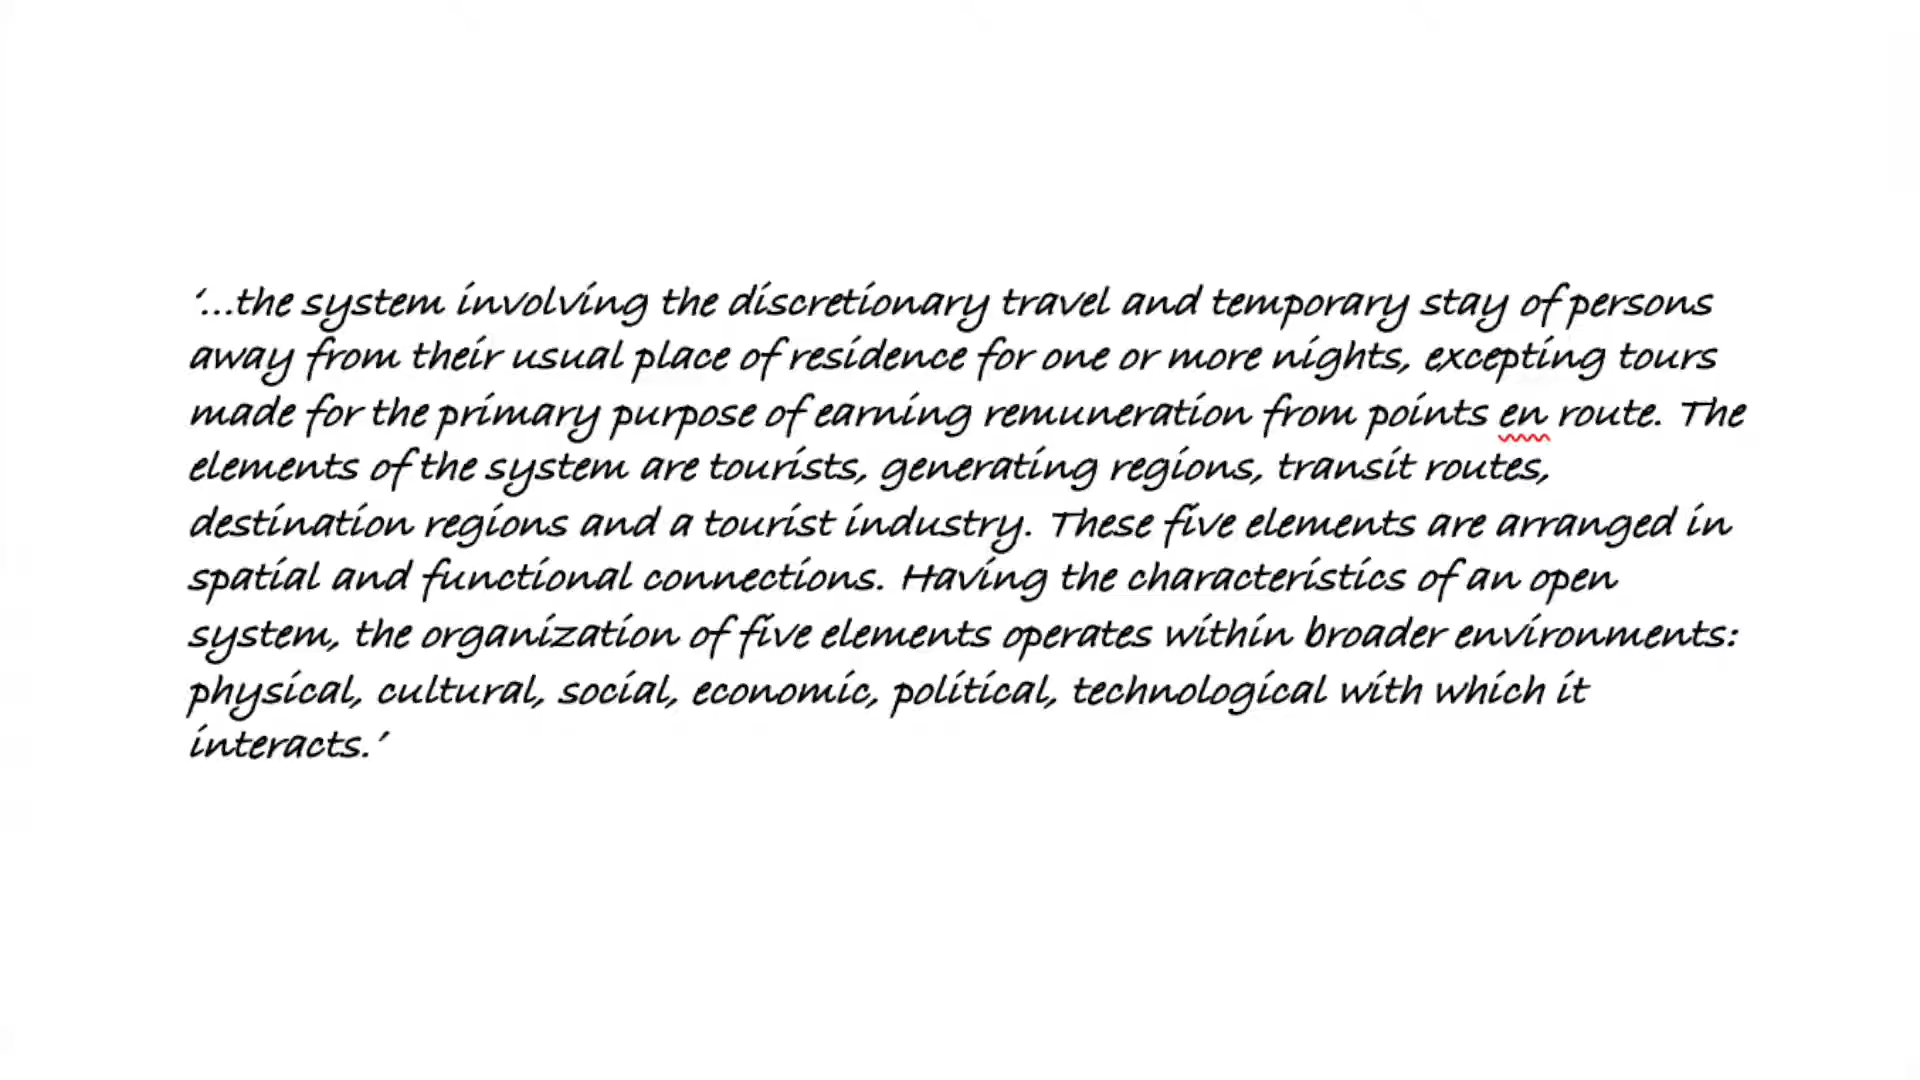 ‘...the system involving the discretionary travel and temporary stay of persons
away from their usual place of residence for one or more nights, excepting tours
made for the primary purpose of earning remuneration from points en route. The
elements of the system are tourists, generating regions, transit routes,
destination regions and a tourist industry. These five elements are arranged in
spatial and functional connections. Having the characteristics of an open
system, the organization of five elements operates within broader environments:
physical, cultural, social, economic, political, technological with which it
interacts.’